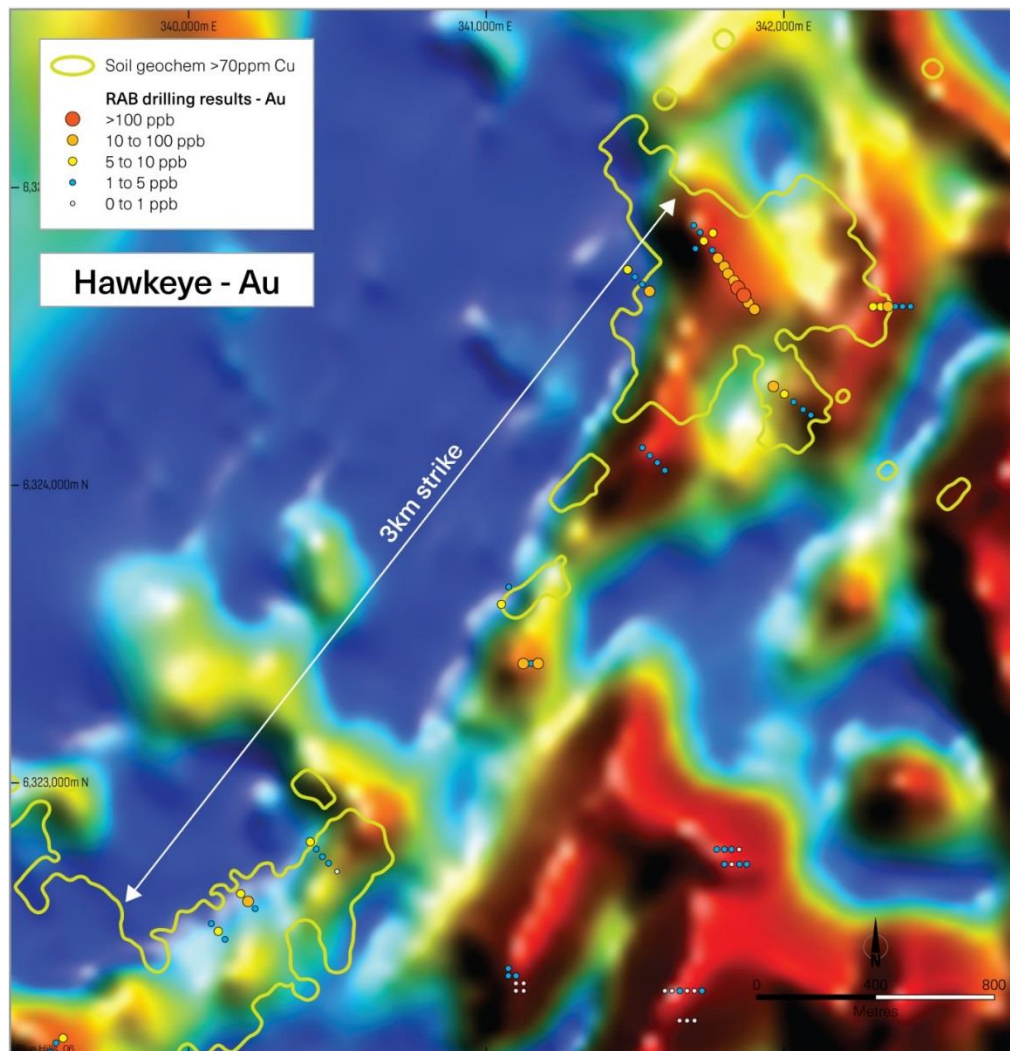 340,000m E
341,000m E
342,000m E
Soil geochem >70ppm Cu
RAB drilling results - Au
>100 ppb
10 to 100 ppb
5 to 10 ppb
1 to 5 ppb
0 to 1 ppb
Hawkeye - Au
3km strike
6,324,000m N
6,323,000m N
N
0
400
800
Metres